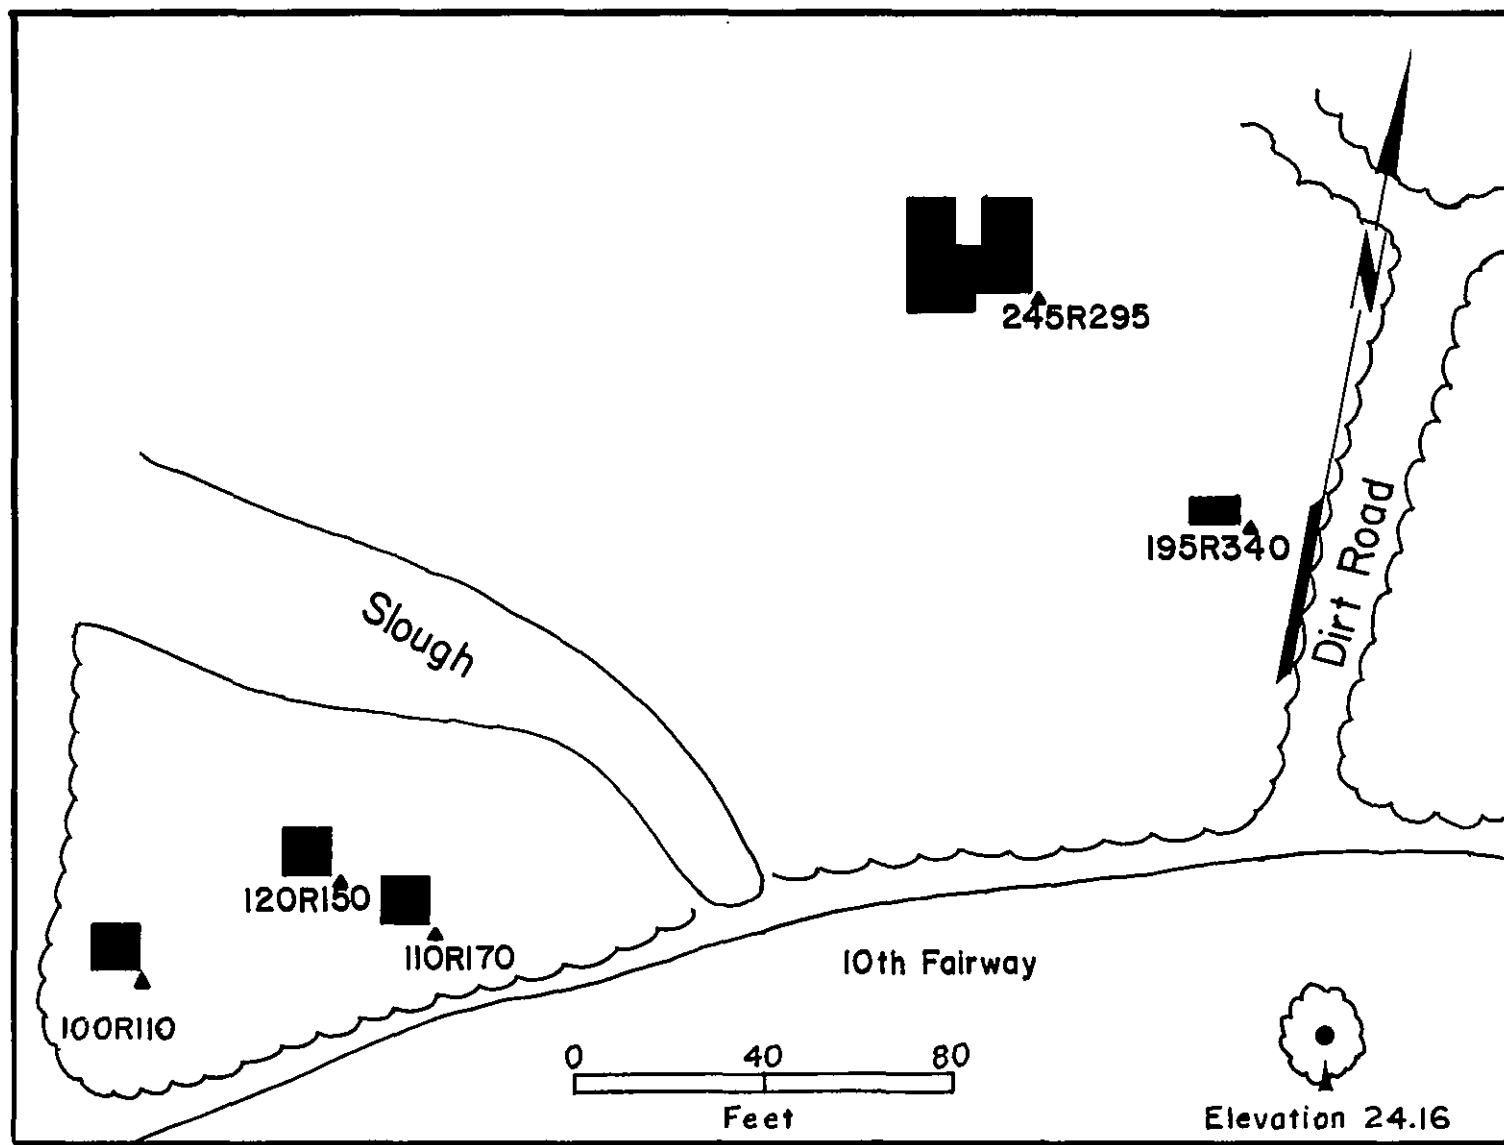 245R295
195R340
Dirt Road
Slough
120R150
110R170
100R110
10th Fairway
0 40 80
Feet
Elevation 24.16